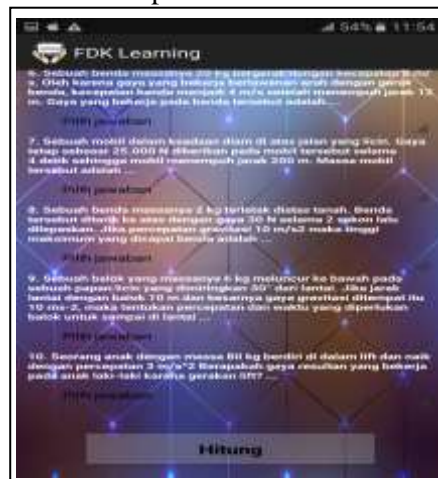 54% 11:54
FDK Learning
6. Sebuah benda massanya 20 kg bergerak dengan kecepatan
s. Oleh karena gaya yang bekerja berlawanan arah dengan gerak
benda, kecepatan benda menjadi 4 m/s setelah menempuh jarak 12
m. Gaya yang bekerja pada benda tersebut adalah...
Pilih jawaban
7. Sebuah mobil dalam keadaan diam di atas jalan yang licin. Gaya
tetap sebesar 25.000 N diberikan pada mobil tersebut selama
4 detik sehingga mobil menempuh jarak 200 m. Massa mobil
tersebut adalah ...
Pilih jawaban
8. Sebuah benda massanya 2 kg terletak diatas tanah. Benda
tersebut ditarik ke atas dengan gaya 30 N selama 2 sekon lalu
dilepaskan. Jika percepatan gravitasi 10 m/s2 maka tinggi
maksimum yang dicapai benda adalah ...
Pilih jawaban
9. Sebuah balok yang massanya 6 kg meluncur ke bawah pada
sebuah papan licin yang dimiringkan 30° dari lantai. Jika jarak
lantai dengan balok 10 m dan besarnya gaya gravitasi ditempat itu
10 ms-2, maka tentukan percepatan dan waktu yang diperlukan
balok untuk sampai di lantai ...
Pilih jawaban
10. Seorang anak dengan massa kg berdiri di dalam lift dan naik
dengan percepatan 3 m/s^2 Berapakah gaya resultan yang bekerja
pada anak laki-laki karena gerakan lift? ...
Pilih jawaban
Hitung